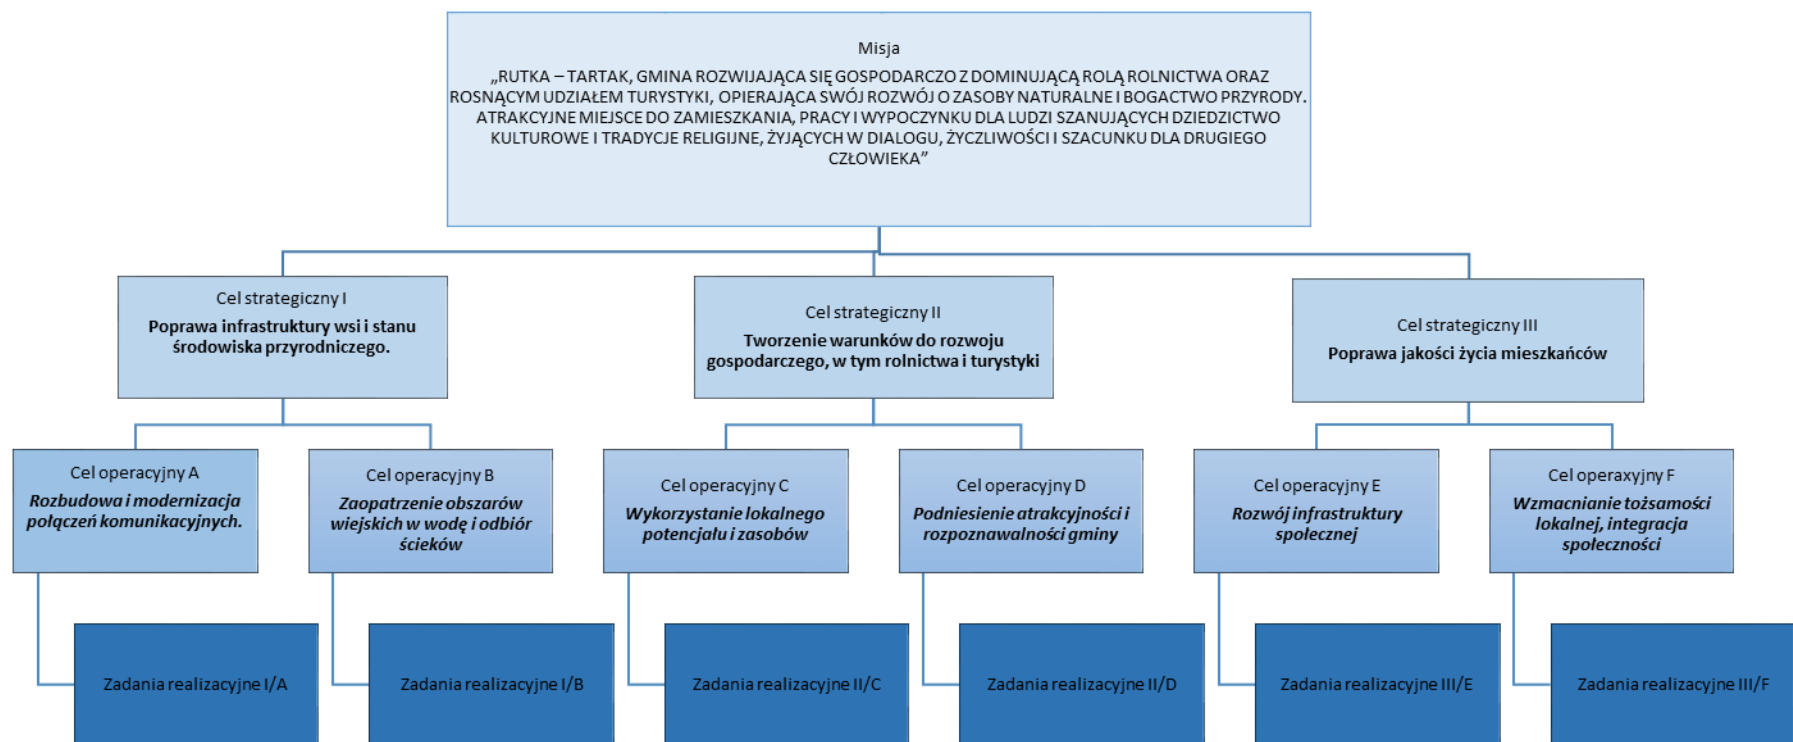 Misja
„RUTKA – TARTAK, GMINA ROZWIJAJĄCA SIĘ GOSPODARCZO Z DOMINUJĄCĄ ROLĄ ROLNICTWA ORAZ
ROSNĄCYM UDZIAŁEM TURYSTYKI, OPIERAJĄCA SWÓJ ROZWÓJ O ZASOBY NATURALNE I BOGACTWO PRZYRODY.
ATRAKCYJNE MIEJSCE DO ZAMIESZKANIA, PRACY I WYPOCZYNKU DLA LUDZI SZANUJĄCYCH DZIEDZICTWO
KULTUROWE I TRADYCJE RELIGIJNE, ŻYJĄCYCH W DIALOGU, ŻYCZLIWOŚCI I SZACUNKU DLA DRUGIEGO
CZŁOWIEKA”
Cel strategiczny I
Poprawa infrastruktury wsi i stanu
środowiska przyrodniczego.
Cel strategiczny II
Tworzenie warunków do rozwoju
gospodarczego, w tym rolnictwa i turystyki
Cel strategiczny III
Poprawa jakości życia mieszkańców
Cel operacyjny A
Rozbudowa i modernizacja
połączeń komunikacyjnych.
Cel operacyjny B
Zaopatrzenie obszarów
wiejskich w wodę i odbiór
ścieków
Cel operacyjny C
Wykorzystanie lokalnego
potencjału i zasobów
Cel operacyjny D
Podniesienie atrakcyjności i
rozpoznawalności gminy
Cel operacyjny E
Rozwój infrastruktury
społecznej
Cel operaxyjny F
Wzmacnianie tożsamości
lokalnej, integracja
społeczności
Zadania realizacyjne I/A
Zadania realizacyjne I/B
Zadania realizacyjne II/C
Zadania realizacyjne II/D
Zadania realizacyjne III/E
Zadania realizacyjne III/F